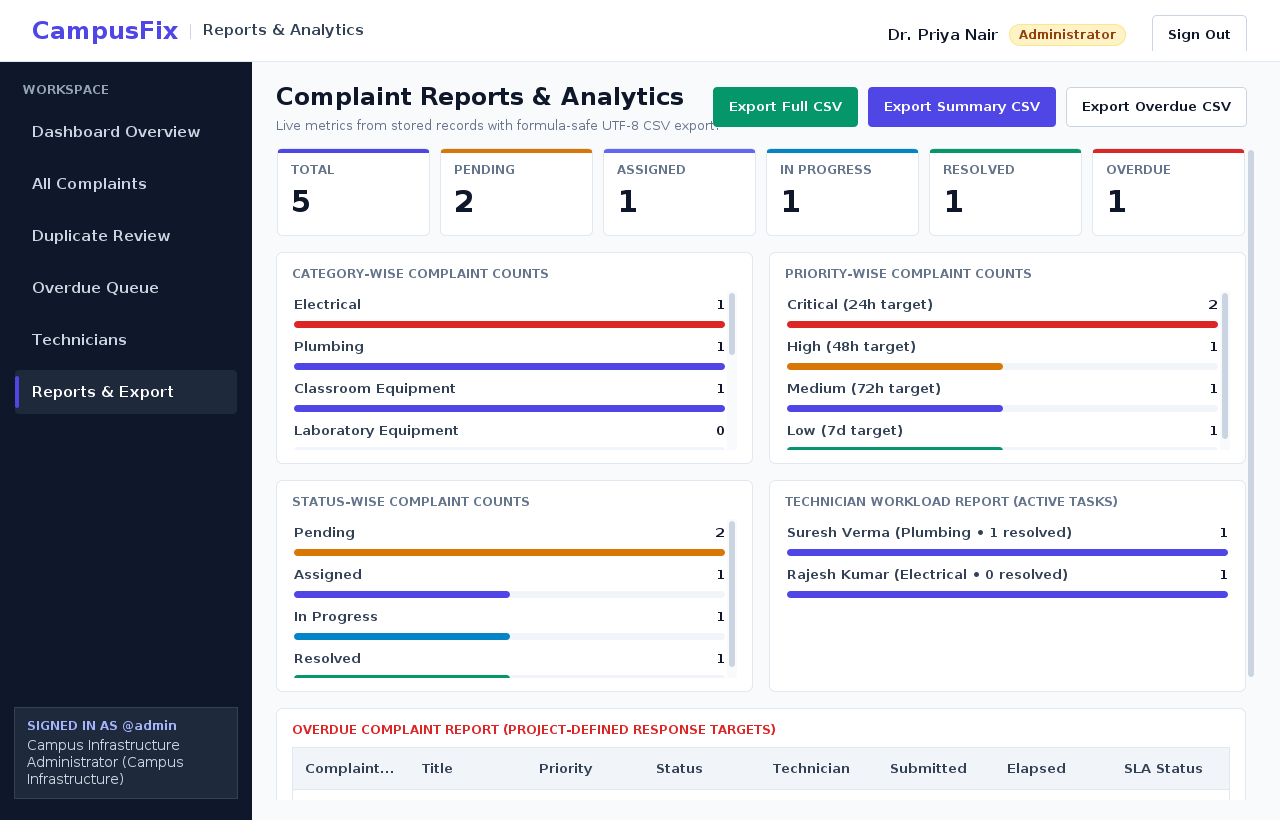 CampusFix
Reports & Analytics
Dr. Priya Nair
Administrator
Sign Out
WORKSPACE
Dashboard Overview
All Complaints
Duplicate Review
Overdue Queue
Technicians
Reports & Export
SIGNED IN AS @admin
Campus Infrastructure
Administrator (Campus
Infrastructure)
Complaint Reports & Analytics
Live metrics from stored records with formula-safe UTF-8 CSV export.
Export Full CSV
Export Summary CSV
Export Overdue CSV
TOTAL
5
PENDING
2
ASSIGNED
1
IN PROGRESS
1
RESOLVED
1
OVERDUE
1
CATEGORY-WISE COMPLAINT COUNTS
Electrical 1
Plumbing 1
Classroom Equipment 1
Laboratory Equipment 0
PRIORITY-WISE COMPLAINT COUNTS
Critical (24h target) 2
High (48h target) 1
Medium (72h target) 1
Low (7d target) 1
STATUS-WISE COMPLAINT COUNTS
Pending 2
Assigned 1
In Progress 1
Resolved 1
TECHNICIAN WORKLOAD REPORT (ACTIVE TASKS)
Suresh Verma (Plumbing • 1 resolved) 1
Rajesh Kumar (Electrical • 0 resolved) 1
OVERDUE COMPLAINT REPORT (PROJECT-DEFINED RESPONSE TARGETS)
Complaint... Title Priority Status Technician Submitted Elapsed SLA Status